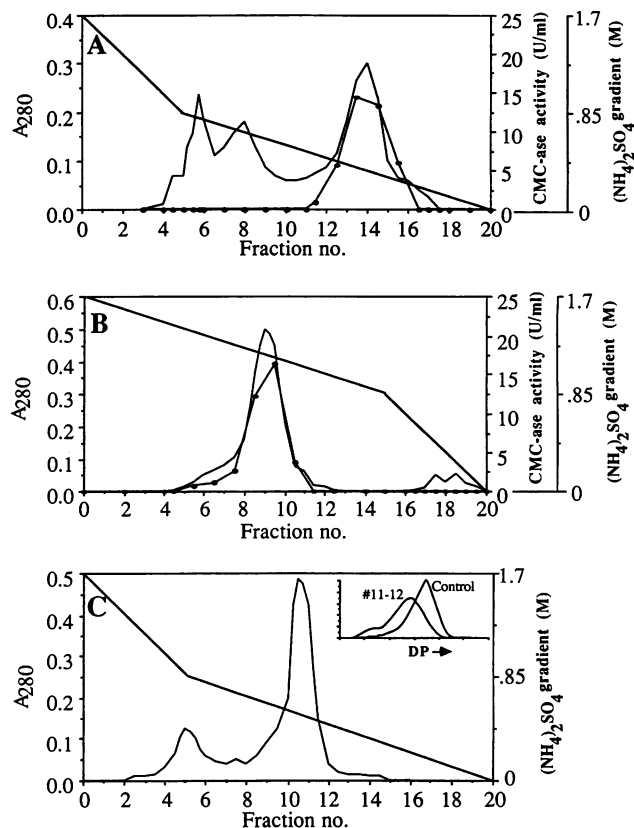 A
0.4
0.3
0.2
0.1
0.0
A280
0 2 4 6 8 10 12 14 16 18 20
Fraction no.
25
20
15
10
5
0
CMC-ase activity (U/ml)
1.7
.85
0
(NH4)2SO4 gradient (M)
B
0.6
0.5
0.4
0.3
0.2
0.1
0.0
A280
0 2 4 6 8 10 12 14 16 18 20
Fraction no.
25
20
15
10
5
0
CMC-ase activity (U/ml)
1.7
.85
0
(NH4)2SO4 gradient (M)
C
0.5
0.4
0.3
0.2
0.1
0.0
A280
0 2 4 6 8 10 12 14 16 18 20
Fraction no.
#11-12
Control
DP →
1.7
.85
0
(NH4)2SO4 gradient (M)